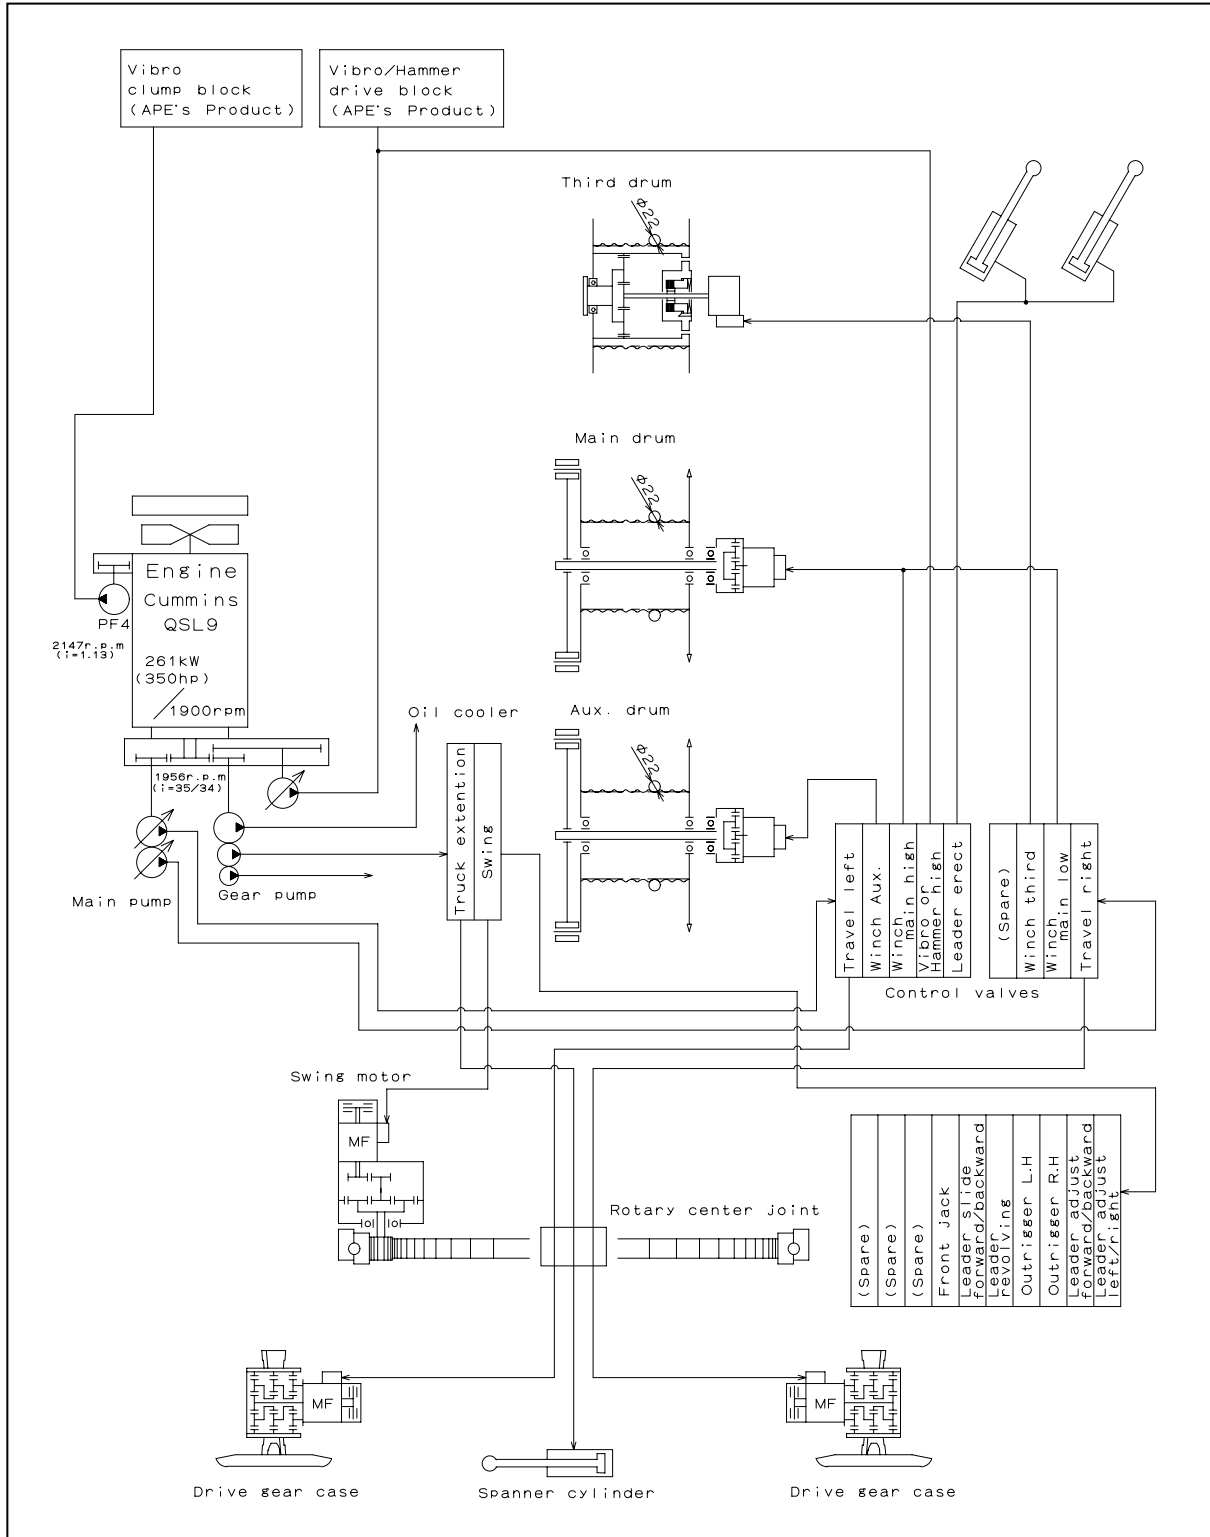 Vibro
clump block
(APE's Product)
Vibro/Hammer
drive block
(APE's Product)
Third drum
φ22
Main drum
φ22
Engine
Cummins
QSL9
261kW
(350hp)
/1900rpm
PF4
2147r.p.m
(i=1.13)
Oil cooler
Aux. drum
φ22
1956r.p.m
(i=35/34)
Main pump
Gear pump
Truck extention
Swing
Travel left
Winch Aux.
Winch
main high
Vibro or
Hammer high
Leader erect
(Spare)
Winch third
Winch
main low
Travel right
Control valves
Swing motor
MF
Rotary center joint
(Spare)
(Spare)
(Spare)
Front jack
Leader slide
forward/backward
Leader
revolving
Outrigger L.H
Outrigger R.H
Leader adjust
forward/backward
Leader adjust
left/right
MF
MF
Drive gear case
Spanner cylinder
Drive gear case